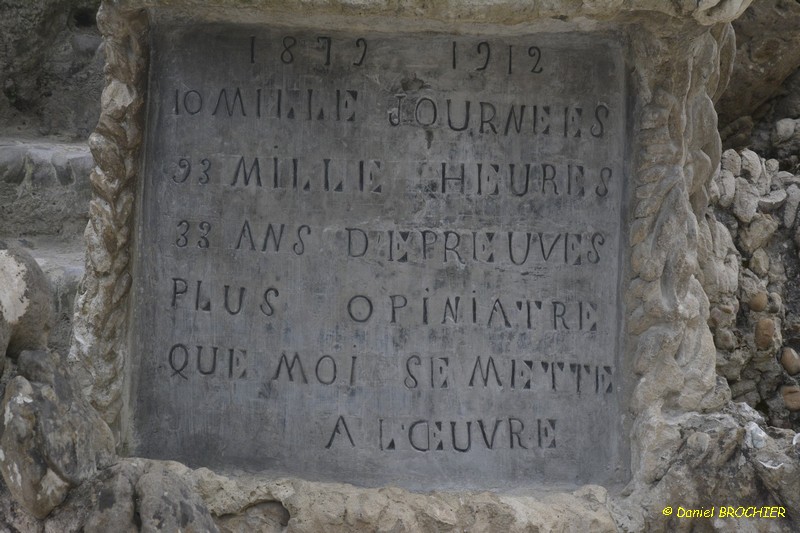 1879 1912
10 MILLE JOURNEES
93 MILLE HEURES
33 ANS D'EPREUVES
PLUS OPINIATRE
QUE MOÏ SE METTE
A L'ŒUVRE
© Daniel BROCHIER